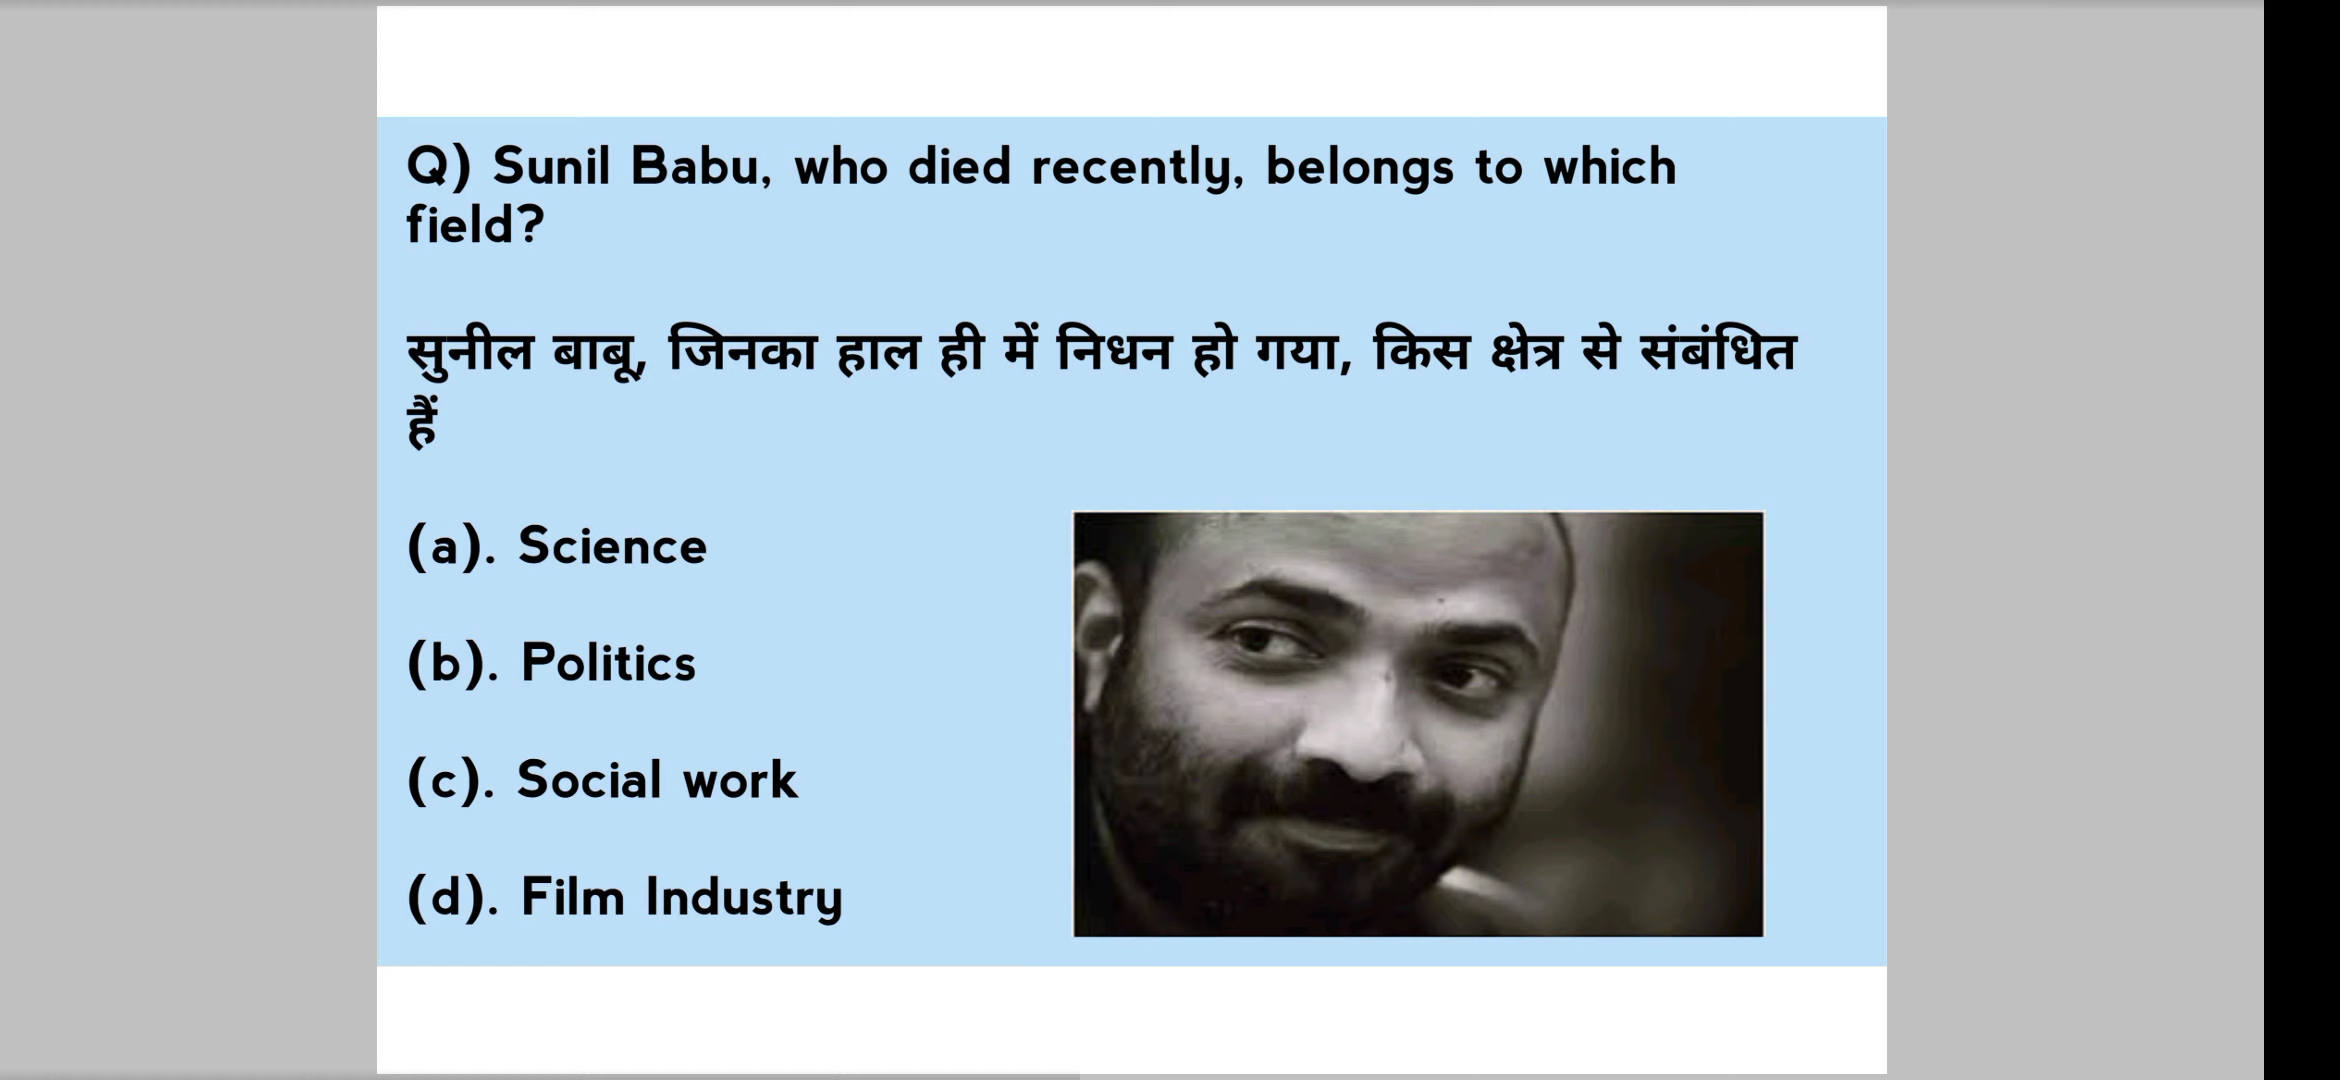 Q) Sunil Babu, who died recently, belongs to which
field?
सुनील बाबू, जिनका हाल ही में निधन हो गया, किस क्षेत्र से संबंधित
हैं
(a). Science
(b). Politics
(c). Social work
(d). Film Industry